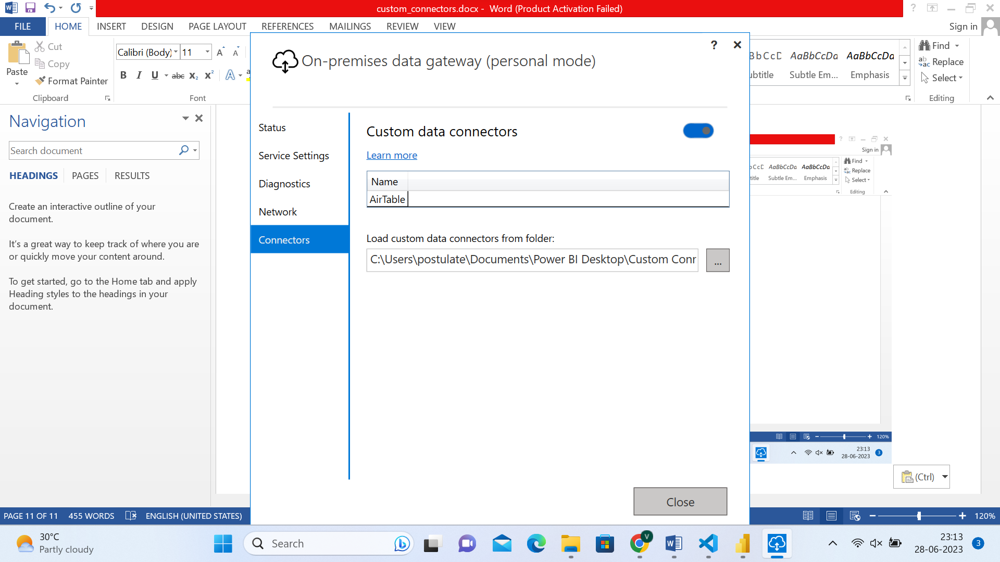 custom_connectors.docx - Word (Product Activation Failed)
FILE HOME INSERT DESIGN PAGE LAYOUT REFERENCES MAILINGS REVIEW VIEW Sign in
Paste
Cut
Copy
Format Painter
Clipboard
Calibri (Body) 11
B I U abc X₂ X² A
Font
AaBbCcDa AaBbCcDa
ubtitle Subtle Em... Emphasis
Find
Replace
Select
Editing
Navigation
Search document
HEADINGS PAGES RESULTS
Create an interactive outline of your
document.
It's a great way to keep track of where you are
or quickly move your content around.
To get started, go to the Home tab and apply
Heading styles to the headings in your
document.
On-premises data gateway (personal mode)
Status
Service Settings
Diagnostics
Network
Connectors
Custom data connectors
Learn more
Name
AirTable
Load custom data connectors from folder:
C:\Users\postulate\Documents\Power BI Desktop\Custom Conr
...
Close
Sign in
AaBbCcDa AaBbCcDa
title Subtle Em... Emphasis
Find
Replace
Select
Editing
120%
23:13
28-06-2023
3
(Ctrl)
PAGE 11 OF 11 455 WORDS ENGLISH (UNITED STATES) 120%
30°C
Partly cloudy
Search
V
23:13
28-06-2023
3